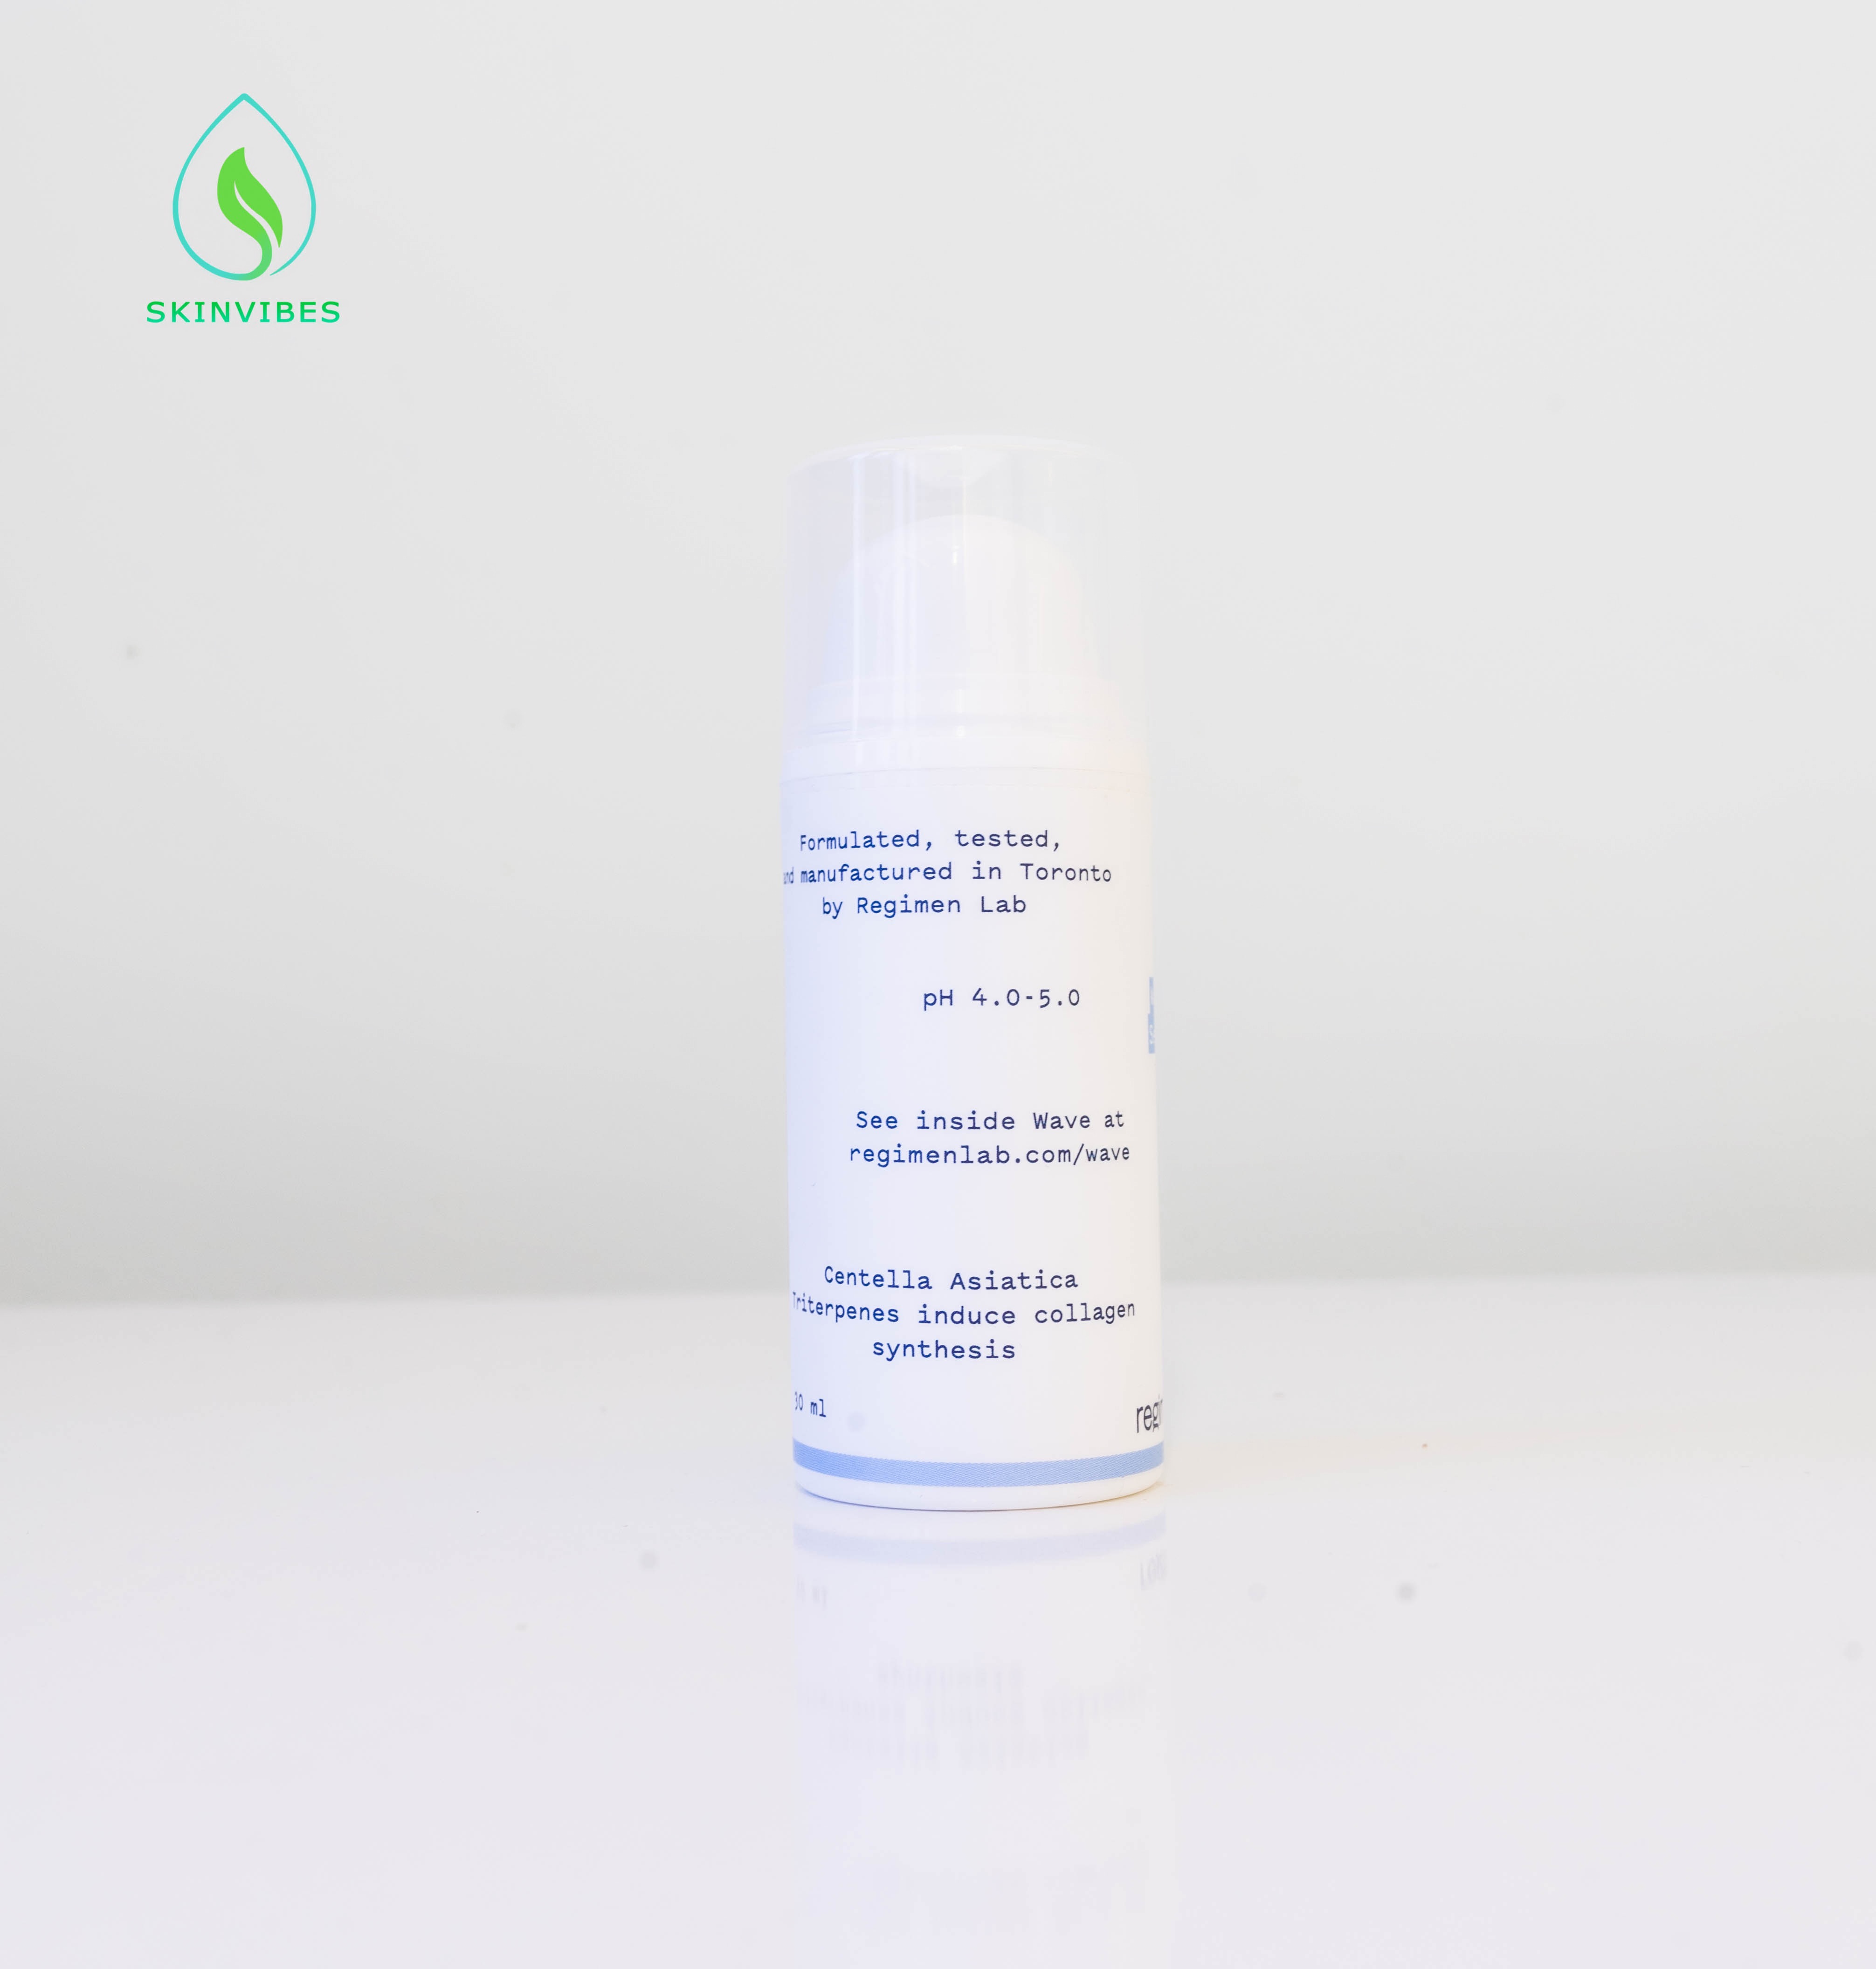 SKINVIBES
Formulated, tested,
and manufactured in Toronto
by Regimen Lab
pH 4.0-5.0
See inside Wave at
regimenlab.com/wave
Centella Asiatica
Triterpenes induce collagen
synthesis
30 ml